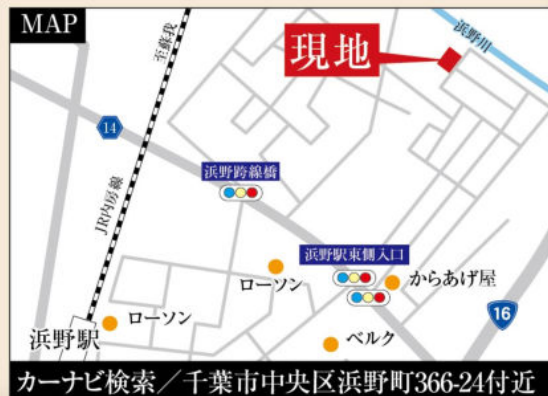 MAP
至蘇我
現地
浜野川
14
浜野跨線橋
JR内房線
浜野駅東側入口
ローソン
からあげ屋
16
ローソン
浜野駅
ベルク
カーナビ検索／千葉市中央区浜野町366-24付近